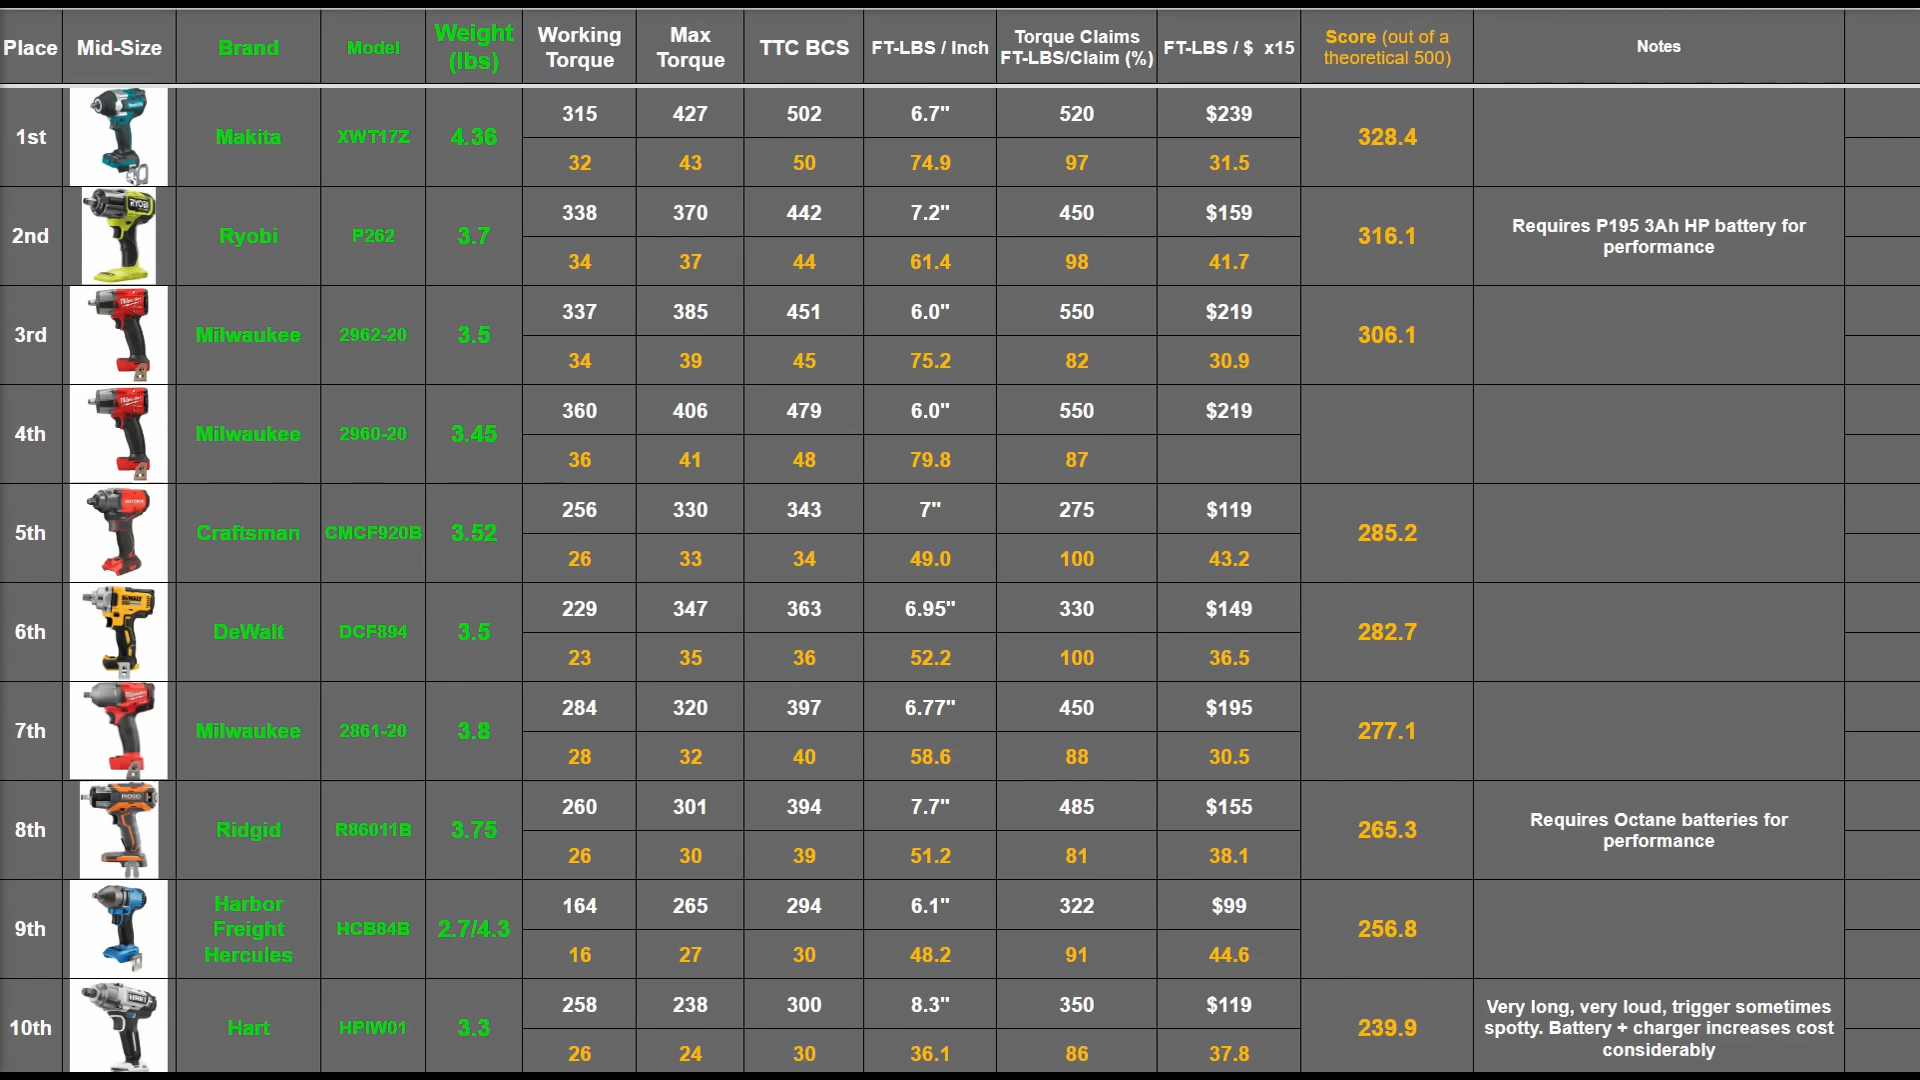 Place Mid-Size Brand Model Weight (lbs) Working Torque Max Torque TTC BCS FT-LBS / Inch Torque Claims FT-LBS/Claim (%) FT-LBS / $ x15 Score (out of a theoretical 500) Notes
1st Makita XWT17Z 4.36 315 427 502 6.7" 520 $239 328.4
32 43 50 74.9 97 31.5
2nd RYOBI Ryobi P262 3.7 338 370 442 7.2" 450 $159 316.1 Requires P195 3Ah HP battery for performance
34 37 44 61.4 98 41.7
3rd Milwaukee 2962-20 3.5 337 385 451 6.0" 550 $219 306.1
34 39 45 75.2 82 30.9
4th Milwaukee 2960-20 3.45 360 406 479 6.0" 550 $219
36 41 48 79.8 87
5th Craftsman CMCF920B 3.52 256 330 343 7" 275 $119 285.2
26 33 34 49.0 100 43.2
6th DeWALT DeWalt DCF894 3.5 229 347 363 6.95" 330 $149 282.7
23 35 36 52.2 100 36.5
7th Milwaukee 2861-20 3.8 284 320 397 6.77" 450 $195 277.1
28 32 40 58.6 88 30.5
8th RIDGID Ridgid R86011B 3.75 260 301 394 7.7" 485 $155 265.3 Requires Octane batteries for performance
26 30 39 51.2 81 38.1
9th Harbor Freight Hercules HCB84B 2.7/4.3 164 265 294 6.1" 322 $99 256.8
16 27 30 48.2 91 44.6
10th HART Hart HPIW01 3.3 258 238 300 8.3" 350 $119 239.9 Very long, very loud, trigger sometimes spotty. Battery + charger increases cost considerably
26 24 30 36.1 86 37.8